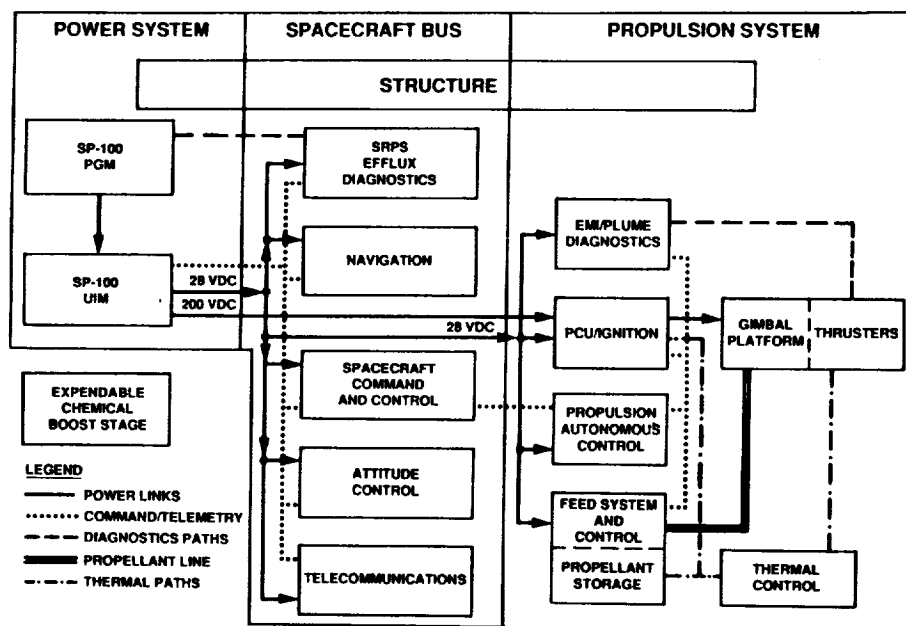 POWER SYSTEM
SPACECRAFT BUS
PROPULSION SYSTEM
STRUCTURE
SP-100
PGM
SRPS
EFFLUX
DIAGNOSTICS
EMI/PLUME
DIAGNOSTICS
NAVIGATION
SP-100
UIM
28 VDC
200 VDC
28 VDC
PCU/IGNITION
GIMBAL
PLATFORM
THRUSTERS
SPACECRAFT
COMMAND
AND CONTROL
EXPENDABLE
CHEMICAL
BOOST STAGE
PROPULSION
AUTONOMOUS
CONTROL
ATTITUDE
CONTROL
FEED SYSTEM
AND
CONTROL
PROPELLANT
STORAGE
THERMAL
CONTROL
TELECOMMUNICATIONS
LEGEND
POWER LINKS
COMMAND/TELEMETRY
DIAGNOSTICS PATHS
PROPELLANT LINE
THERMAL PATHS